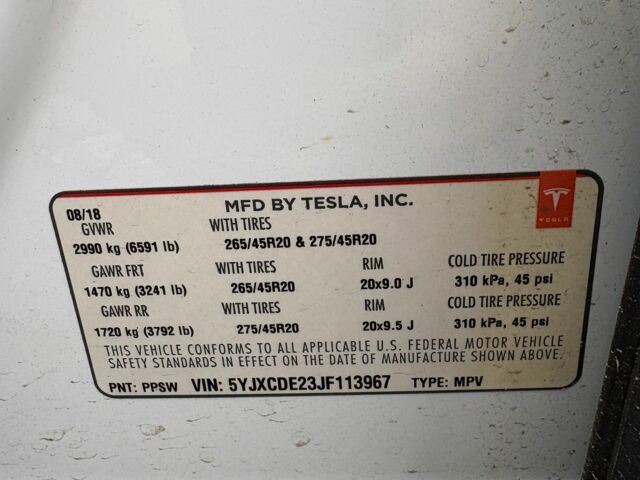 08/18 MFD BY TESLA, INC.
TESLA
GVWR WITH TIRES
2990 kg (6591 lb) 265/45R20 & 275/45R20
GAWR FRT WITH TIRES RIM COLD TIRE PRESSURE
1470 kg (3241 lb) 265/45R20 20x9.0 J 310 kPa, 45 psi
GAWR RR WITH TIRES RIM COLD TIRE PRESSURE
1720 kg (3792 lb) 275/45R20 20x9.5 J 310 kPa, 45 psi
THIS VEHICLE CONFORMS TO ALL APPLICABLE U.S. FEDERAL MOTOR VEHICLE
SAFETY STANDARDS IN EFFECT ON THE DATE OF MANUFACTURE SHOWN ABOVE.
PNT: PPSW VIN: 5YJXCDE23JF113967 TYPE: MPV